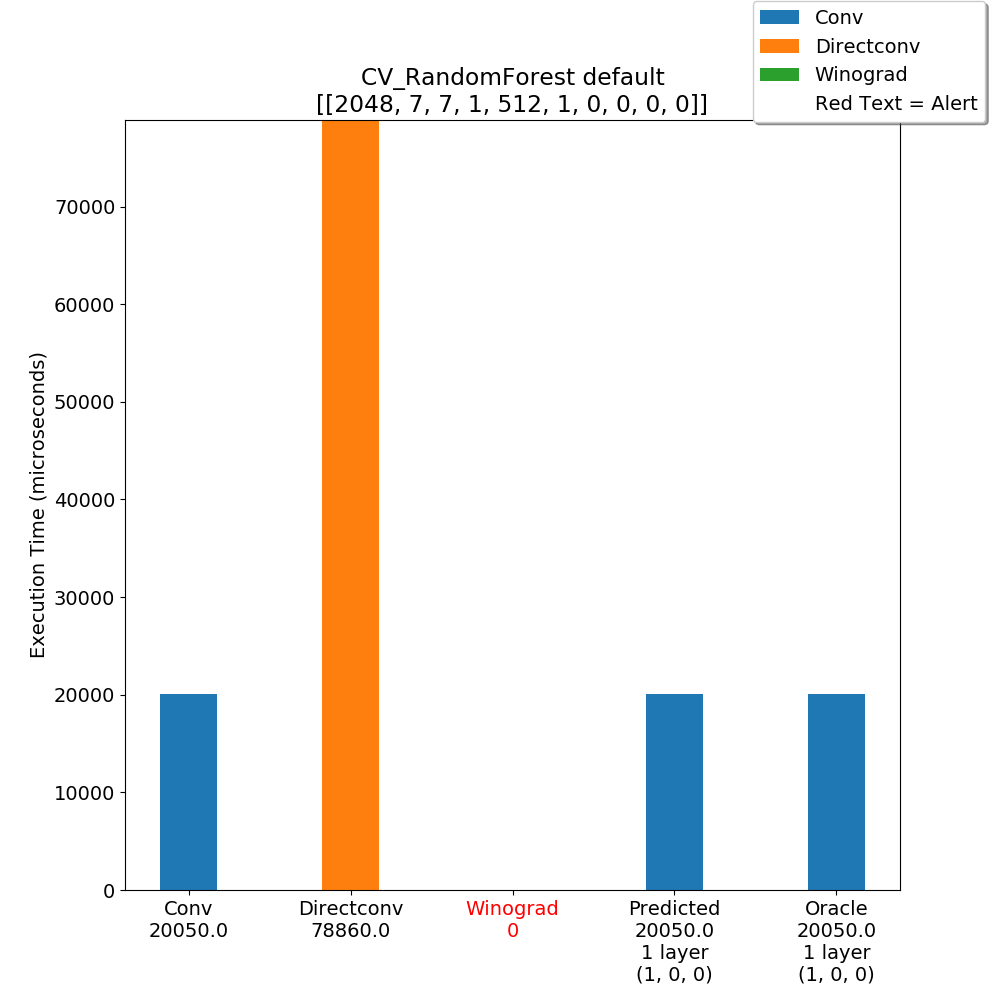 Conv
Directconv
Winograd
Red Text = Alert
CV_RandomForest default
[[2048, 7, 7, 1, 512, 1, 0, 0, 0, 0]]
Execution Time (microseconds)
70000
60000
50000
40000
30000
20000
10000
0
Conv
20050.0
Directconv
78860.0
Winograd
0
Predicted
20050.0
1 layer
(1, 0, 0)
Oracle
20050.0
1 layer
(1, 0, 0)